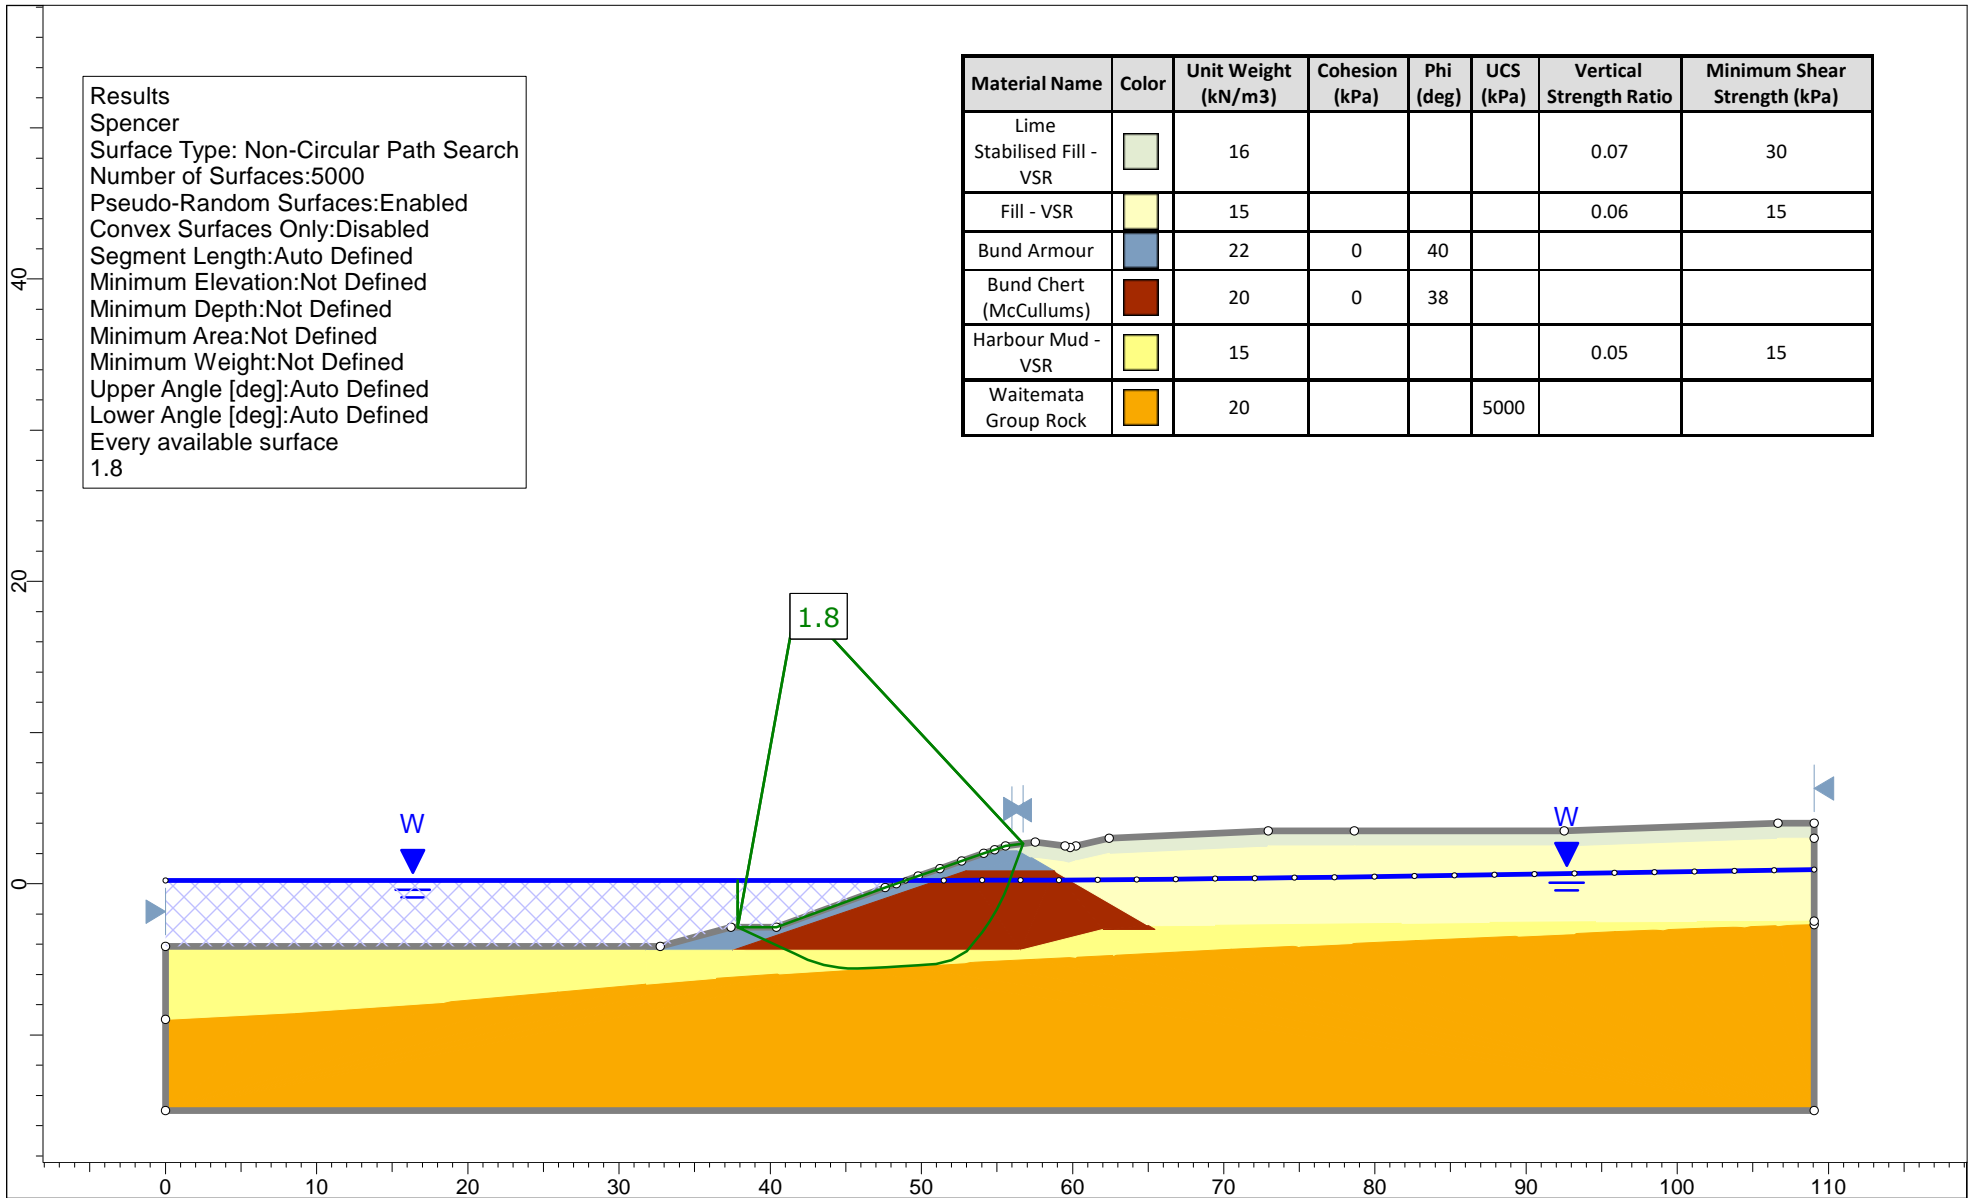 Results
Spencer
Surface Type: Non-Circular Path Search
Number of Surfaces:5000
Pseudo-Random Surfaces:Enabled
Convex Surfaces Only:Disabled
Segment Length:Auto Defined
Minimum Elevation:Not Defined
Minimum Depth:Not Defined
Minimum Area:Not Defined
Minimum Weight:Not Defined
Upper Angle [deg]:Auto Defined
Lower Angle [deg]:Auto Defined
Every available surface
1.8
Material Name Color Unit Weight (kN/m3) Cohesion (kPa) Phi (deg) UCS (kPa) Vertical Strength Ratio Minimum Shear Strength (kPa)
Lime Stabilised Fill - VSR 16 0.07 30
Fill - VSR 15 0.06 15
Bund Armour 22 0 40
Bund Chert (McCullums) 20 0 38
Harbour Mud - VSR 15 0.05 15
Waitemata Group Rock 20 5000
40
20
0
1.8
W
W
0 10 20 30 40 50 60 70 80 90 100 110